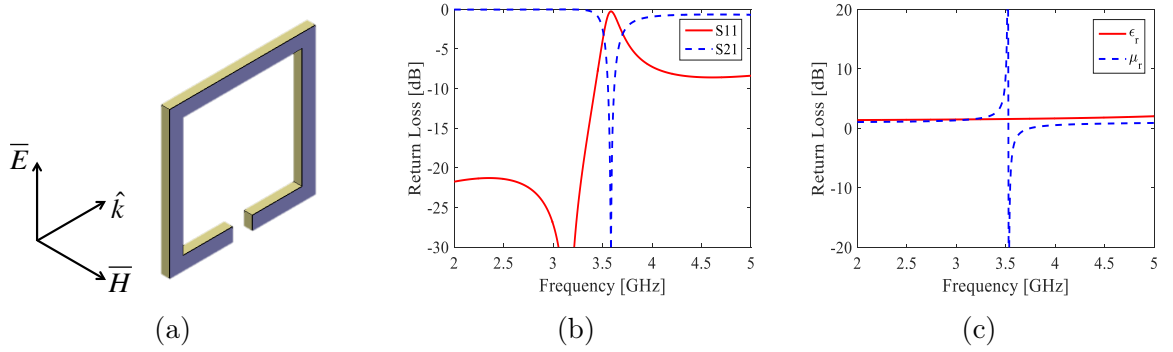 E
k̂
H
(a)
Return Loss [dB]
0
-5
-10
-15
-20
-25
-30
2
2.5
3
3.5
4
4.5
5
Frequency [GHz]
S11
S21
(b)
Return Loss [dB]
20
10
0
-10
-20
2
2.5
3
3.5
4
4.5
5
Frequency [GHz]
ϵr
μr
(c)